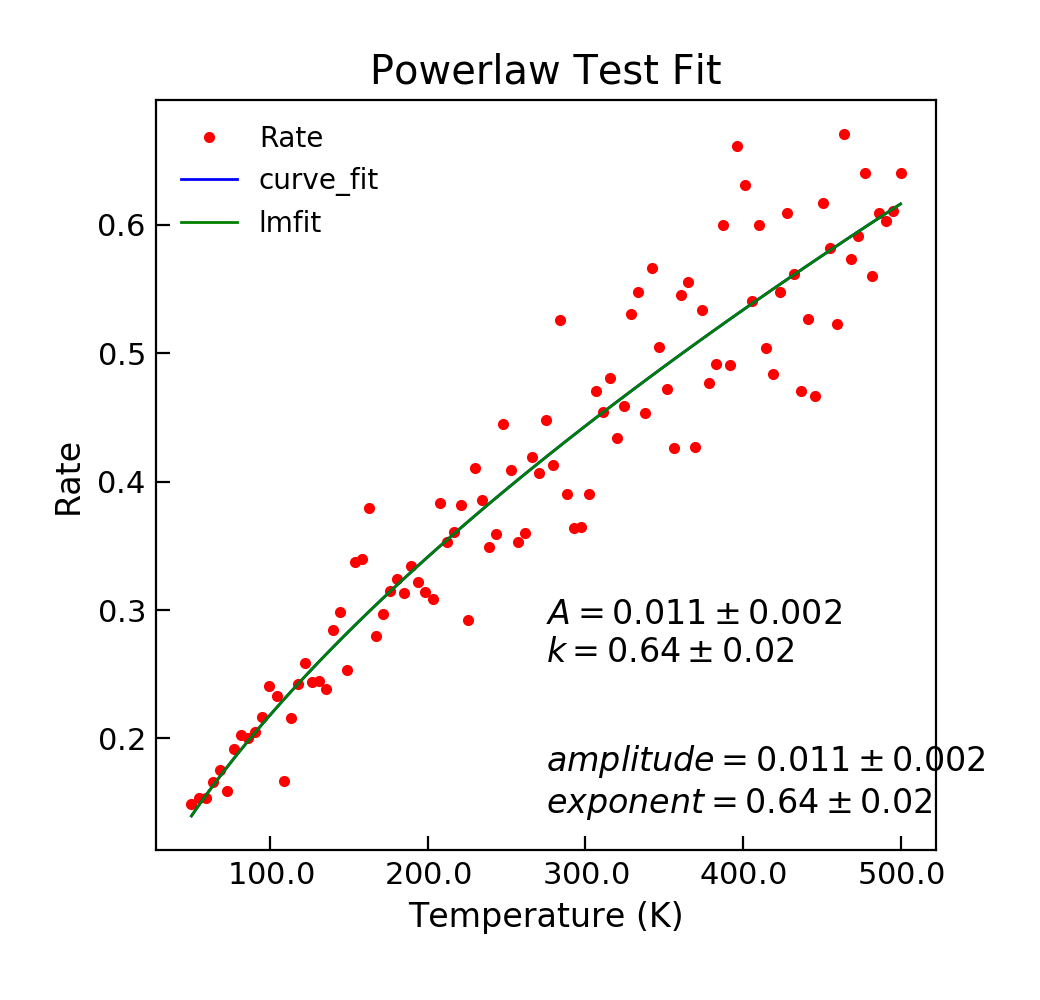 Powerlaw Test Fit
Rate
curve_fit
lmfit
0.6
0.5
0.4
0.3
0.2
Rate
A = 0.011 ± 0.002
k = 0.64 ± 0.02
amplitude = 0.011 ± 0.002
exponent = 0.64 ± 0.02
100.0 200.0 300.0 400.0 500.0
Temperature (K)